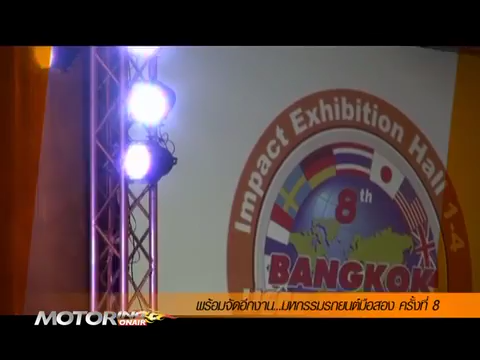 Impact Exhibition Hall 1-4
8th
BANGKOK
พร้อมจัดอีกงาน...มหกรรมรถยนต์มือสอง ครั้งที่ 8
MOTORING
ONAIR